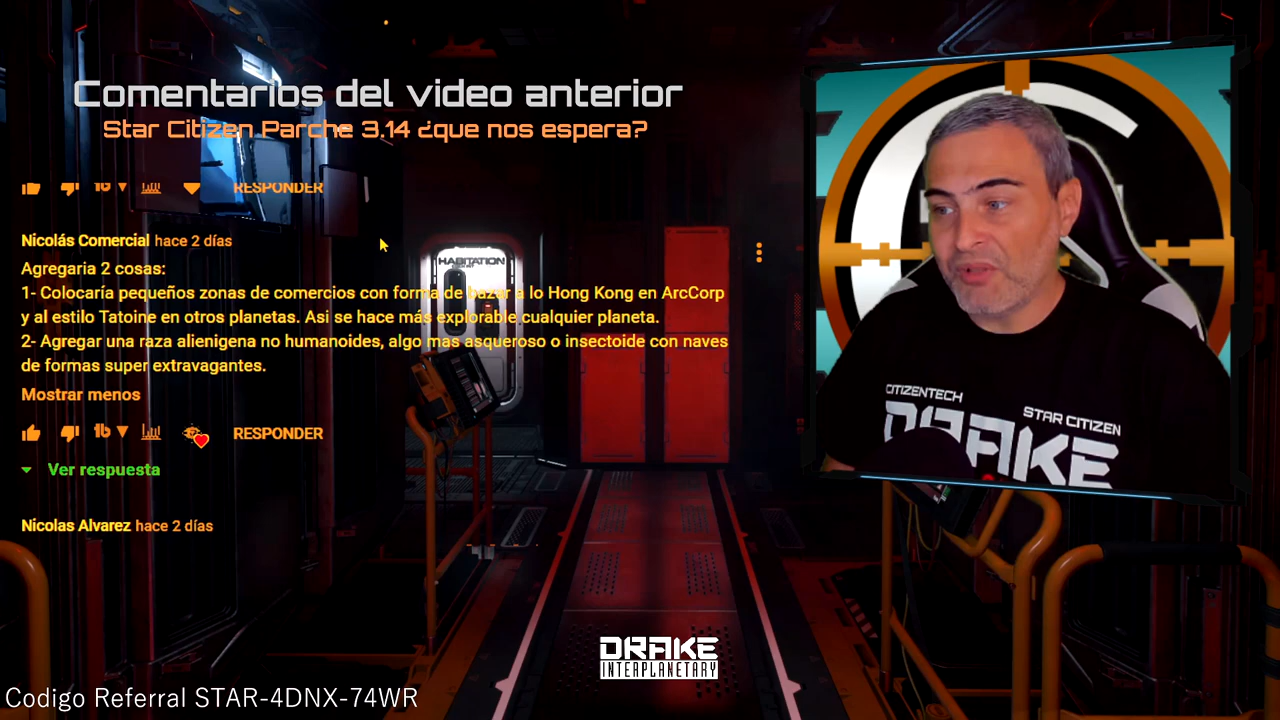 Comentarios del video anterior
Star Citizen Parche 3.14 ¿que nos espera?
RESPONDER
Nicolás Comercial hace 2 días
Agregaria 2 cosas:
1- Colocaría pequeños zonas de comercios con forma de bazar a lo Hong Kong en ArcCorp
y al estilo Tatoine en otros planetas. Asi se hace más explorable cualquier planeta.
2- Agregar una raza alienigena no humanoides, algo mas asqueroso o insectoide con naves
de formas super extravagantes.
Mostrar menos
RESPONDER
Ver respuesta
Nicolas Alvarez hace 2 días
HABITATION
CITIZENTECH
STAR CITIZEN
DRAKE
DRAKE
INTERPLANETARY
Codigo Referral STAR-4DNX-74WR